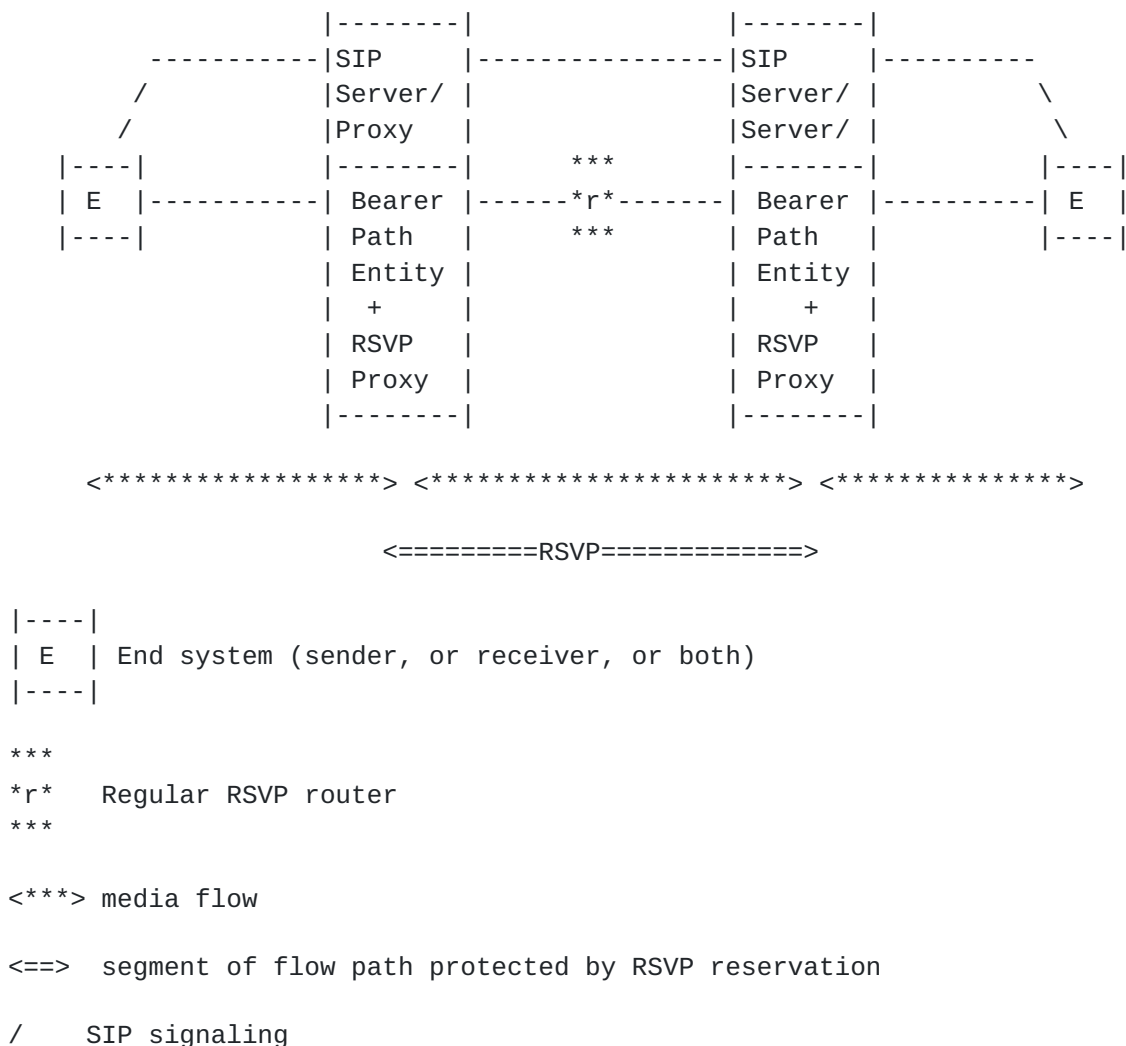 |--------|                |--------|
         -----------|SIP     |----------------|SIP     |----------
        /           |Server/ |                |Server/ |          \
       /            |Proxy   |                |Server/ |           \
   |----|           |--------|      ***       |--------|          |----|
   | E  |-----------| Bearer |------*r*-------| Bearer |----------| E  |
   |----|           | Path   |      ***       | Path   |          |----|
                    | Entity |                | Entity |
                    |  +     |                |    +   |
                    | RSVP   |                | RSVP   |
                    | Proxy  |                | Proxy  |
                    |--------|                |--------|
     <******************> <***********************> <***************>
                       <=========RSVP=============>
|----|
| E  | End system (sender, or receiver, or both)
|----|
***
*r*   Regular RSVP router
***
<***> media flow
<==>  segment of flow path protected by RSVP reservation
/    SIP signaling